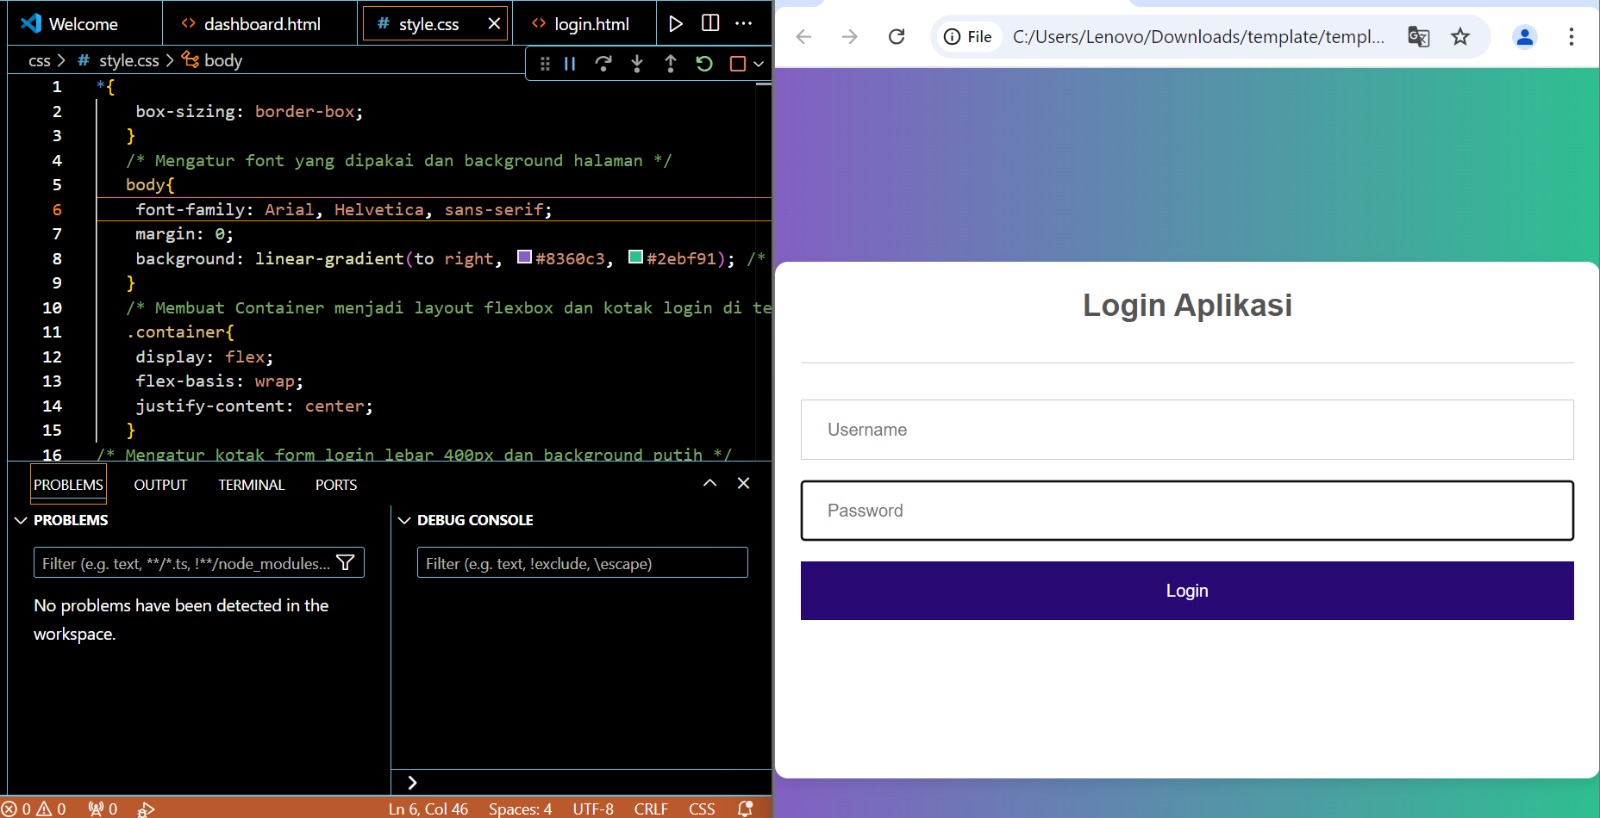 Welcome
dashboard.html
style.css
login.html
css > # style.css > body
1 *{
2 box-sizing: border-box;
3 }
4 /* Mengatur font yang dipakai dan background halaman */
5 body{
6 font-family: Arial, Helvetica, sans-serif;
7 margin: 0;
8 background: linear-gradient(to right, #8360c3, #2ebf91); /*
9 }
10 /* Membuat Container menjadi layout flexbox dan kotak login di te
11 .container{
12 display: flex;
13 flex-basis: wrap;
14 justify-content: center;
15 }
16 /* Mengatur kotak form login lebar 400px dan background putih */
PROBLEMS OUTPUT TERMINAL PORTS
PROBLEMS
Filter (e.g. text, **/*.ts, !**/node_modules...
No problems have been detected in the
workspace.
DEBUG CONSOLE
Filter (e.g. text, !exclude, \escape)
0 0 0
Ln 6, Col 46 Spaces: 4 UTF-8 CRLF CSS
File C:/Users/Lenovo/Downloads/template/templ...
Login Aplikasi
Username
Password
Login